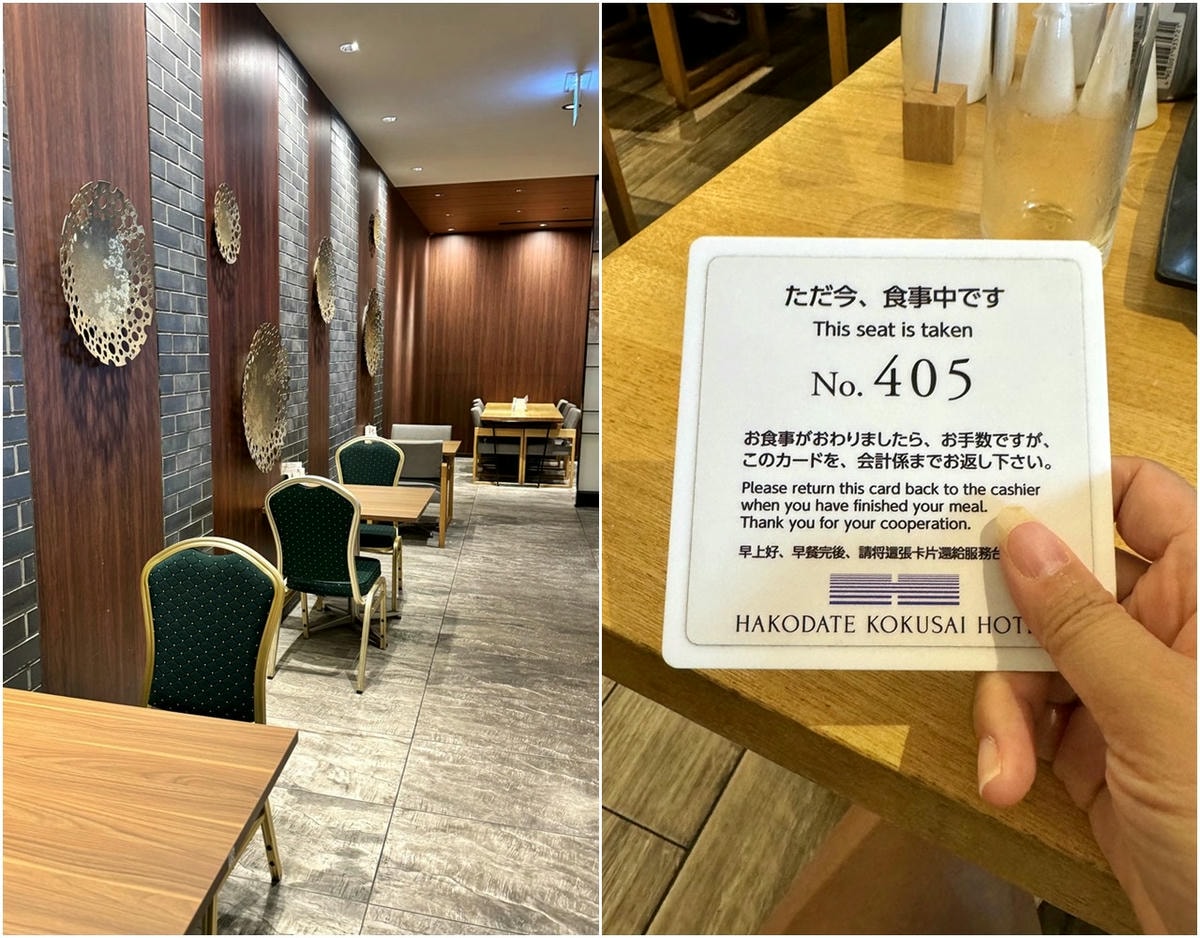 ただ今、食事中です
This seat is taken
No. 405
お食事がおわりましたら、お手数ですが、
このカードを、会計係までお返し下さい。
Please return this card back to the cashier
when you have finished your meal.
Thank you for your cooperation.
早上好、早餐完後、請将這張卡片還給服務台
HAKODATE KOKUSAI